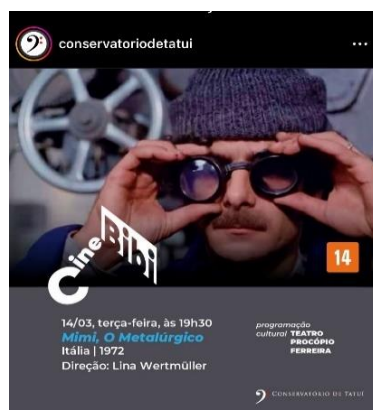 conservatoriodetatui
Cine Bibi
14
14/03, terça-feira, às 19h30
Mimi, O Metalúrgico
Itália | 1972
Direção: Lina Wertmüller
programação
cultural TEATRO
PROCÓPIO
FERREIRA
CONSERVATÓRIO DE TATUÍ